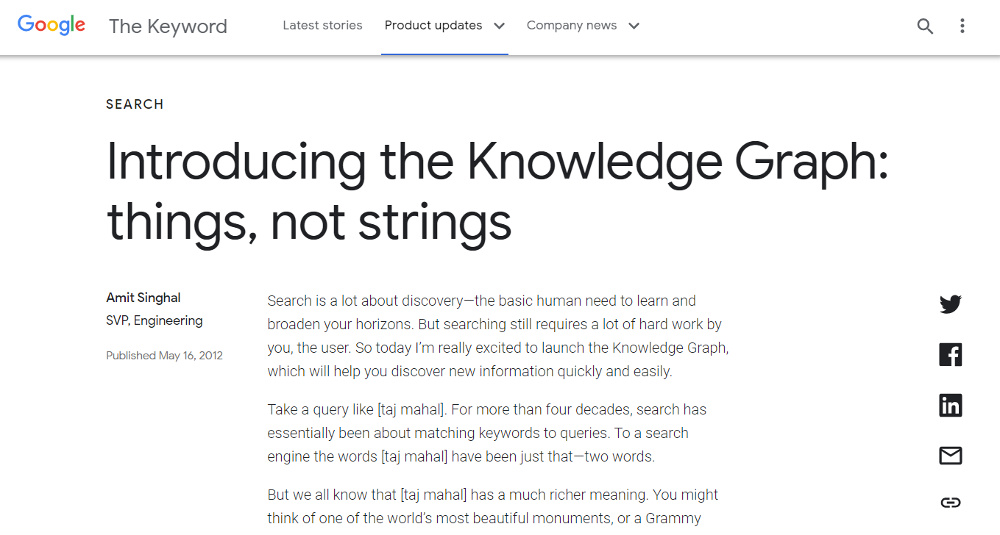 Google The Keyword Latest stories Product updates Company news
SEARCH
Introducing the Knowledge Graph:
things, not strings
Amit Singhal
SVP, Engineering
Published May 16, 2012
Search is a lot about discovery—the basic human need to learn and
broaden your horizons. But searching still requires a lot of hard work by
you, the user. So today I’m really excited to launch the Knowledge Graph,
which will help you discover new information quickly and easily.
Take a query like [taj mahal]. For more than four decades, search has
essentially been about matching keywords to queries. To a search
engine the words [taj mahal] have been just that—two words.
But we all know that [taj mahal] has a much richer meaning. You might
think of one of the world’s most beautiful monuments, or a Grammy